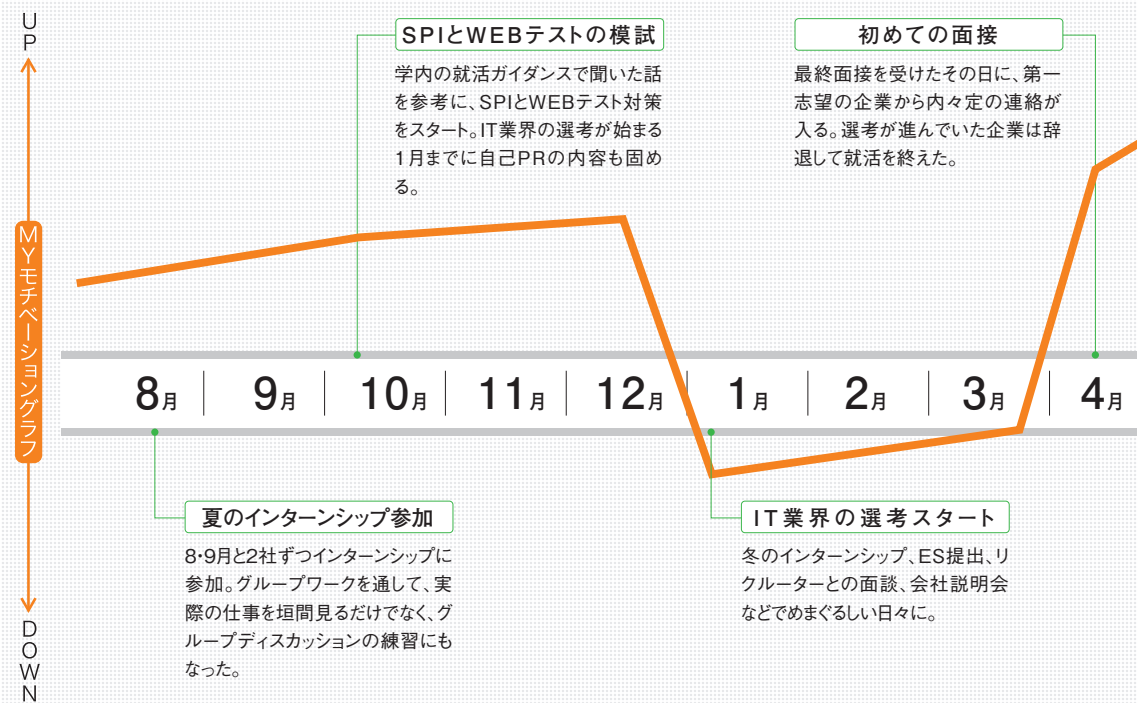 UP
MYモチベーショングラフ
DOWN
SPIとWEBテストの模試
学内の就活ガイダンスで聞いた話
を参考に、SPIとWEBテスト対策
をスタート。IT業界の選考が始まる
1月までに自己PRの内容も固め
る。
初めての面接
最終面接を受けたその日に、第一
志望の企業から内々定の連絡が
入る。選考が進んでいた企業は辞
退して就活を終えた。
8月
9月
10月
11月
12月
1月
2月
3月
4月
夏のインターンシップ参加
8・9月と2社ずつインターンシップに
参加。グループワークを通して、実
際の仕事を垣間見るだけでなく、グ
ループディスカッションの練習にも
なった。
IT業界の選考スタート
冬のインターンシップ、ES提出、リ
クルーターとの面談、会社説明会
などでめまぐるしい日々に。